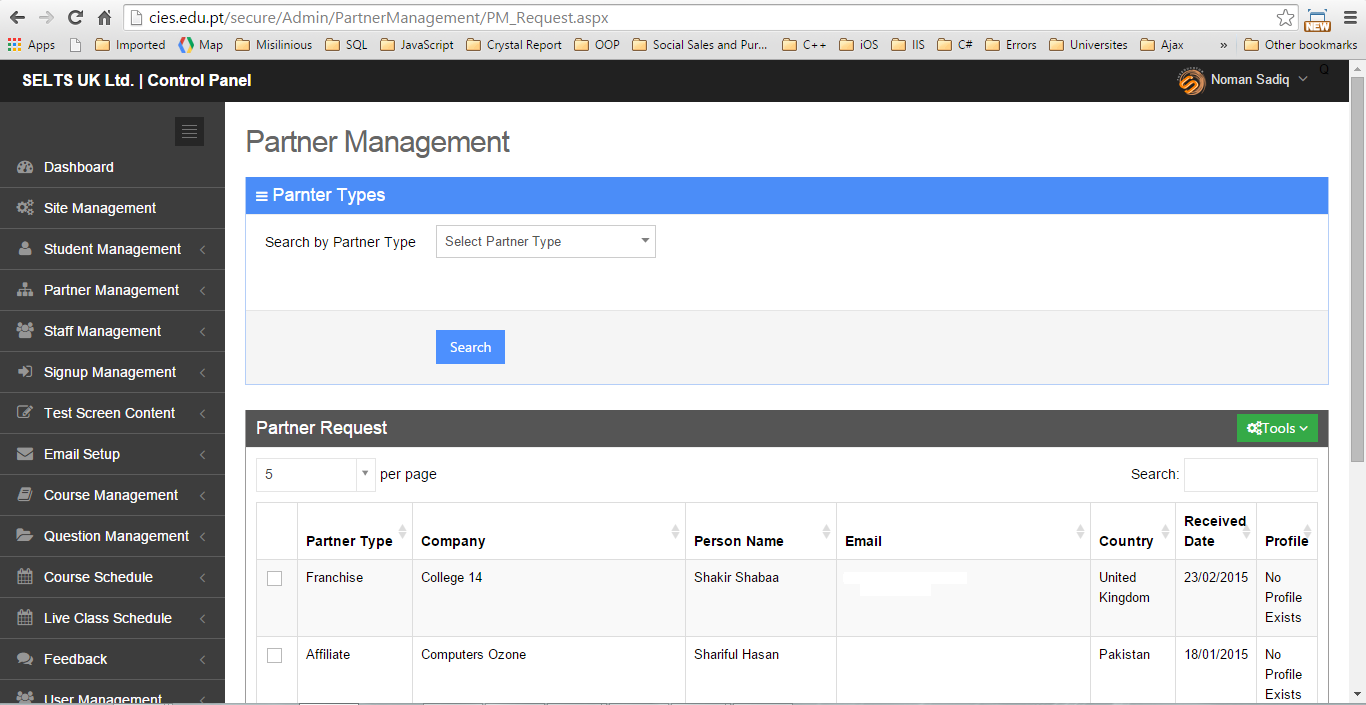 cies.edu.pt/secure/Admin/PartnerManagement/PM_Request.aspx
NEW
Apps Imported Map Misilinious SQL JavaScript Crystal Report OOP Social Sales and Pur... C++ iOS IIS C# Errors Universites Ajax » Other bookmarks
SELTS UK Ltd. | Control Panel
Noman Sadiq
Q
Dashboard
Site Management
Student Management
Partner Management
Staff Management
Signup Management
Test Screen Content
Email Setup
Course Management
Question Management
Course Schedule
Live Class Schedule
Feedback
User Management
Partner Management
Parnter Types
Search by Partner Type Select Partner Type
Search
Partner Request
Tools
5 per page
Search:
Partner Type Company Person Name Email Country Received Date Profile
Franchise College 14 Shakir Shabaa United Kingdom 23/02/2015 No Profile Exists
Affiliate Computers Ozone Shariful Hasan Pakistan 18/01/2015 No Profile Exists